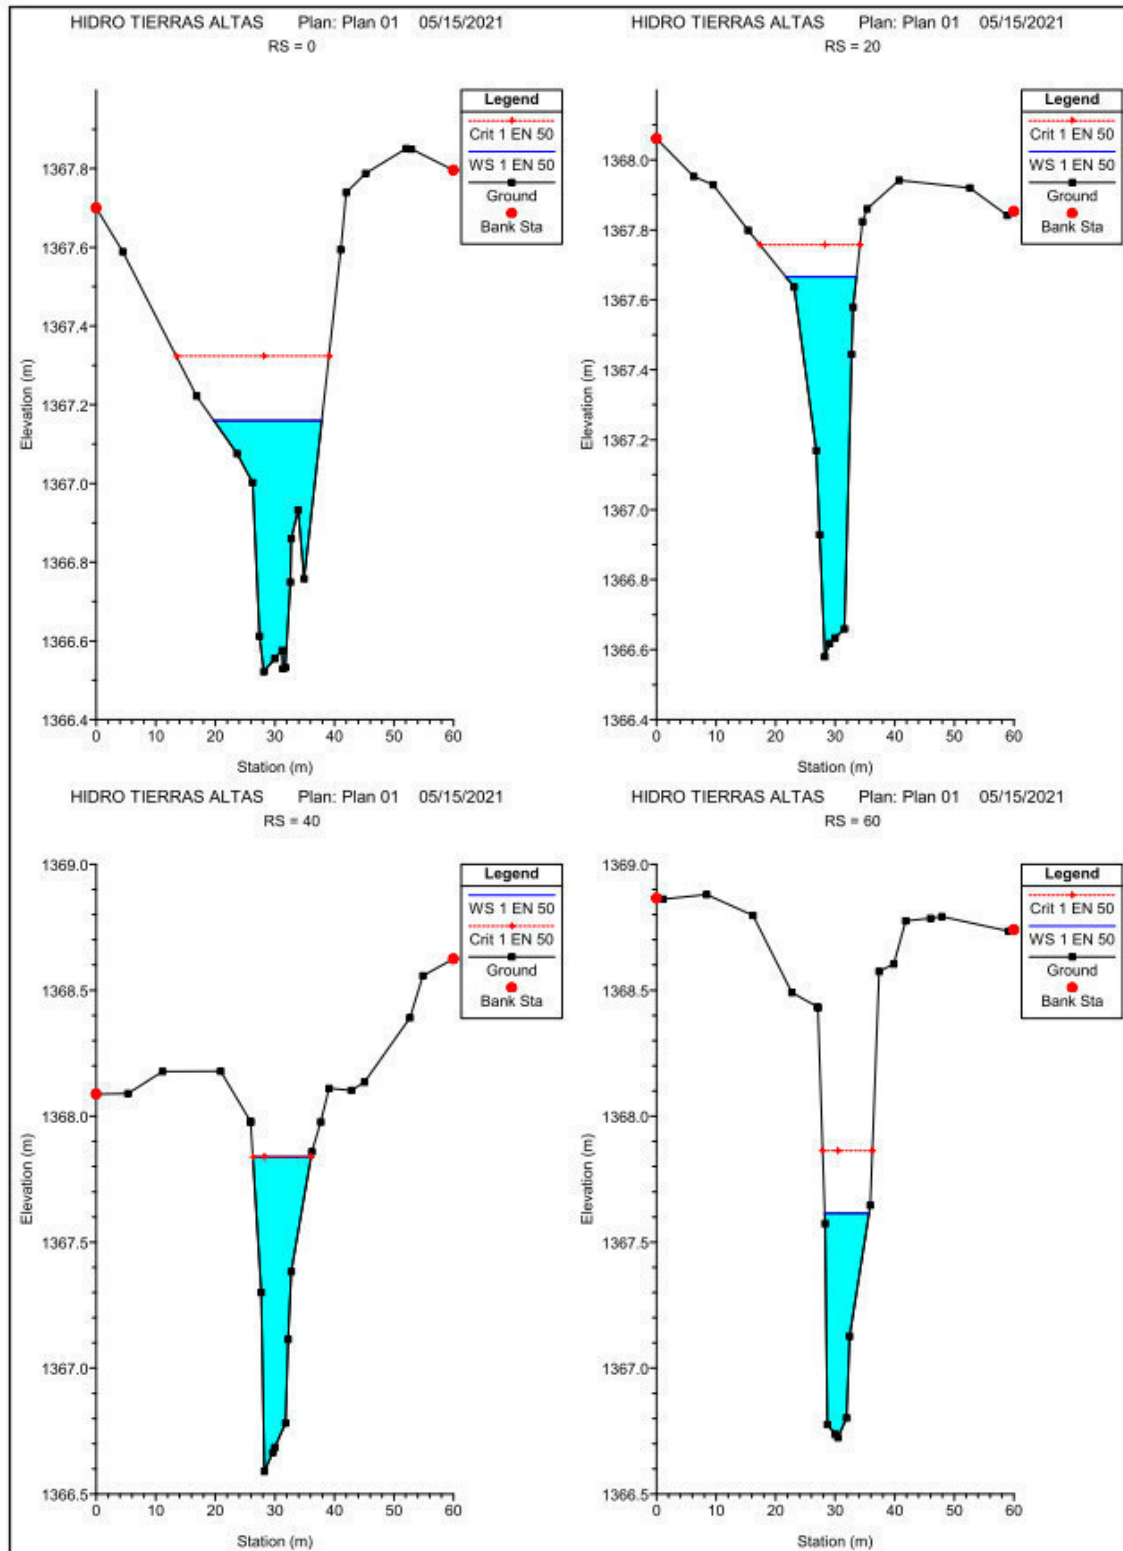 HIDRO TIERRAS ALTAS Plan: Plan 01 05/15/2021
RS = 0
Legend
Crit 1 EN 50
WS 1 EN 50
Ground
Bank Sta
1367.8
1367.6
1367.4
1367.2
1367.0
1366.8
1366.6
1366.4
Elevation (m)
0 10 20 30 40 50 60
Station (m)
HIDRO TIERRAS ALTAS Plan: Plan 01 05/15/2021
RS = 20
Legend
Crit 1 EN 50
WS 1 EN 50
Ground
Bank Sta
1368.0
1367.8
1367.6
1367.4
1367.2
1367.0
1366.8
1366.6
1366.4
Elevation (m)
0 10 20 30 40 50 60
Station (m)
HIDRO TIERRAS ALTAS Plan: Plan 01 05/15/2021
RS = 40
Legend
WS 1 EN 50
Crit 1 EN 50
Ground
Bank Sta
1369.0
1368.5
1368.0
1367.5
1367.0
1366.5
Elevation (m)
0 10 20 30 40 50 60
Station (m)
HIDRO TIERRAS ALTAS Plan: Plan 01 05/15/2021
RS = 60
Legend
Crit 1 EN 50
WS 1 EN 50
Ground
Bank Sta
1369.0
1368.5
1368.0
1367.5
1367.0
1366.5
Elevation (m)
0 10 20 30 40 50 60
Station (m)